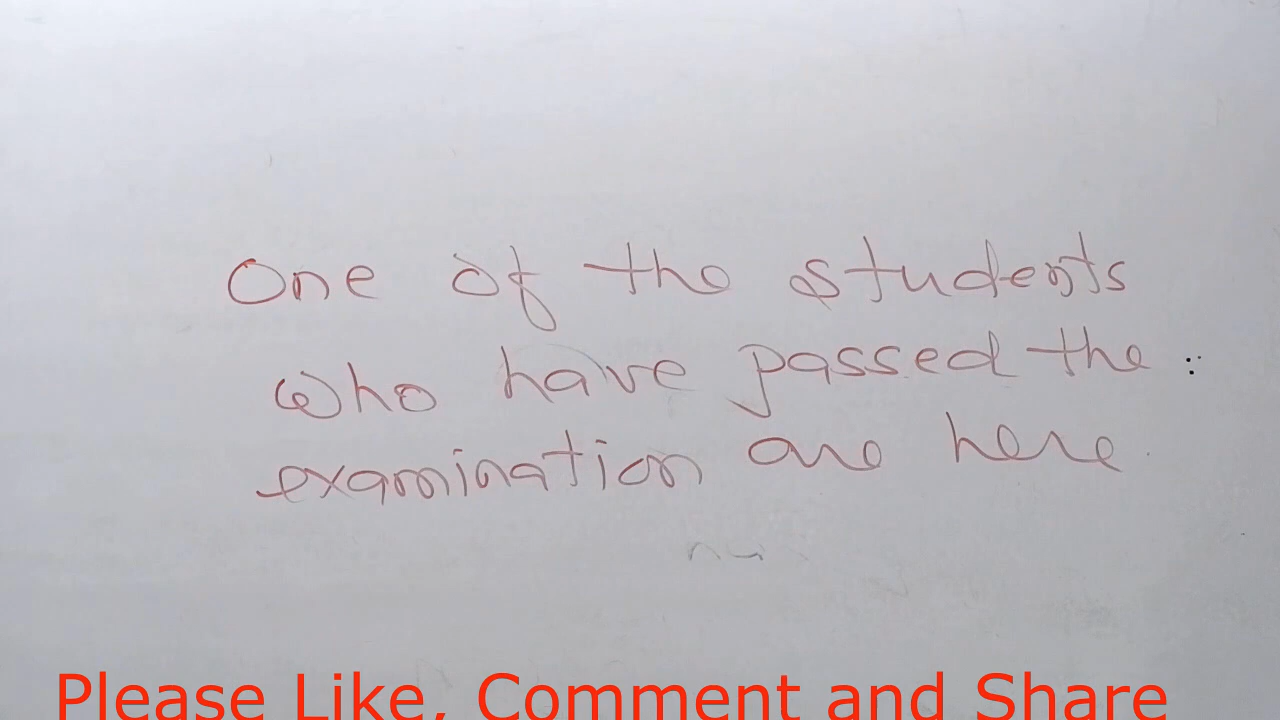 One of the students
who have passed the
examination are here
Please Like, Comment and Share